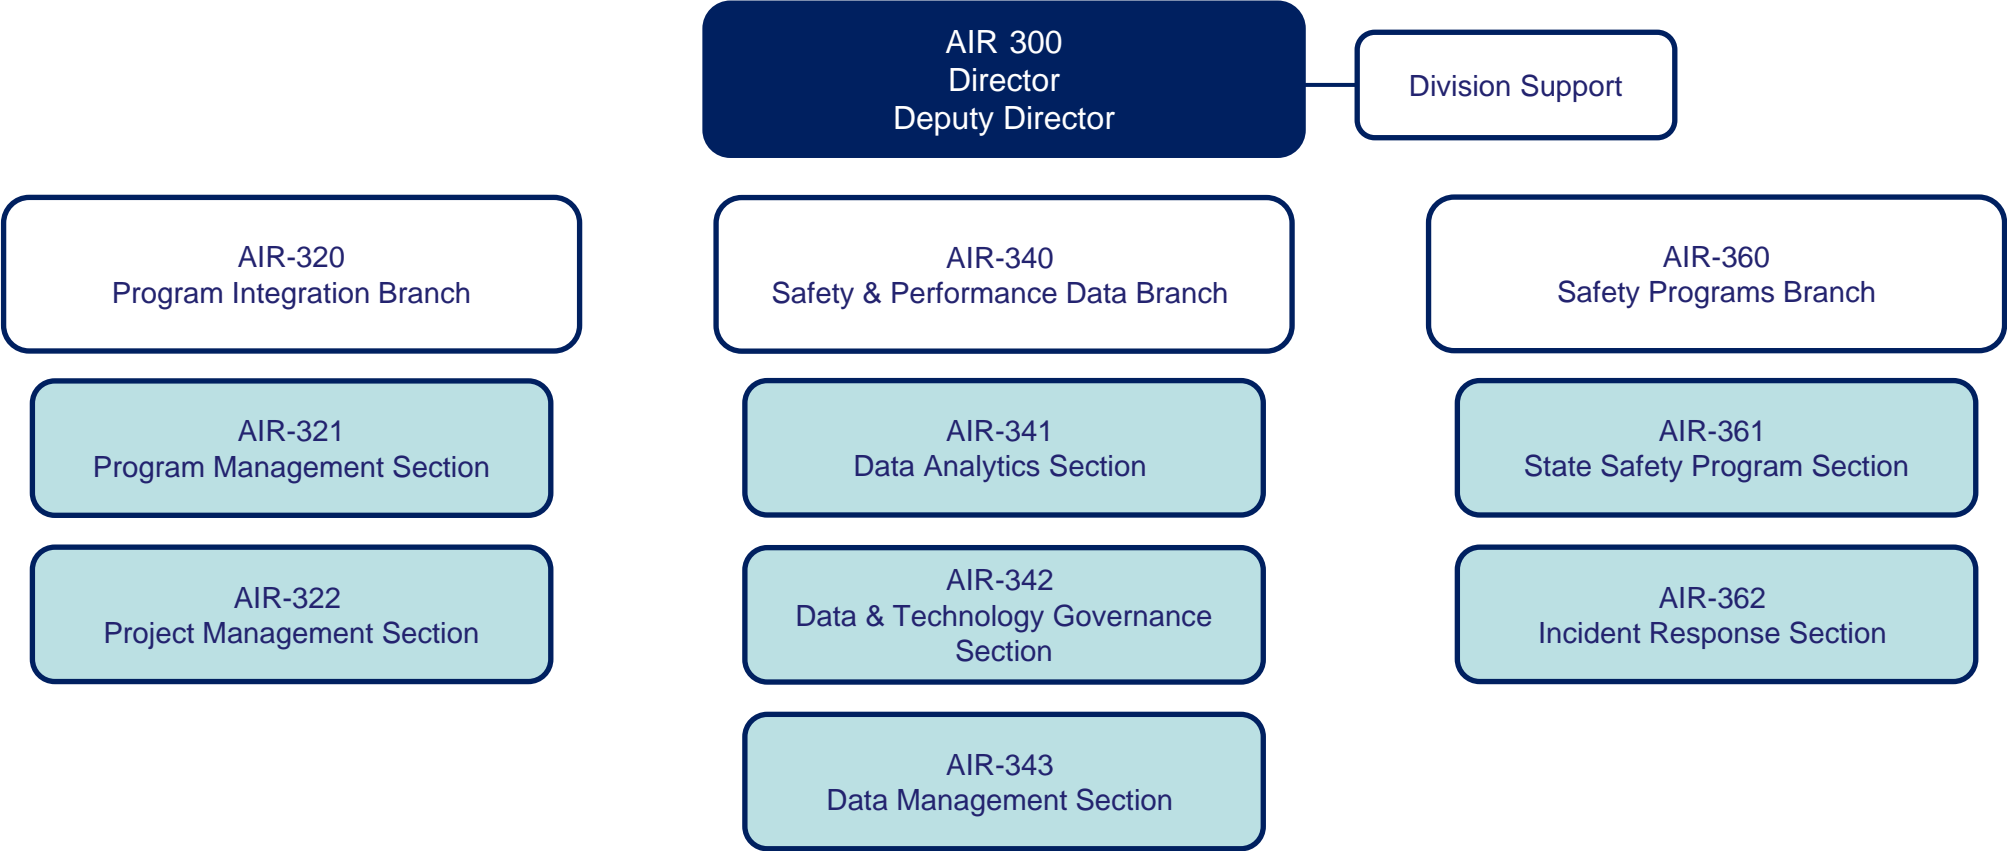 AIR 300
Director
Deputy Director
Division Support
AIR-320
Program Integration Branch
AIR-340
Safety & Performance Data Branch
AIR-360
Safety Programs Branch
AIR-321
Program Management Section
AIR-341
Data Analytics Section
AIR-361
State Safety Program Section
AIR-322
Project Management Section
AIR-342
Data & Technology Governance
Section
AIR-362
Incident Response Section
AIR-343
Data Management Section